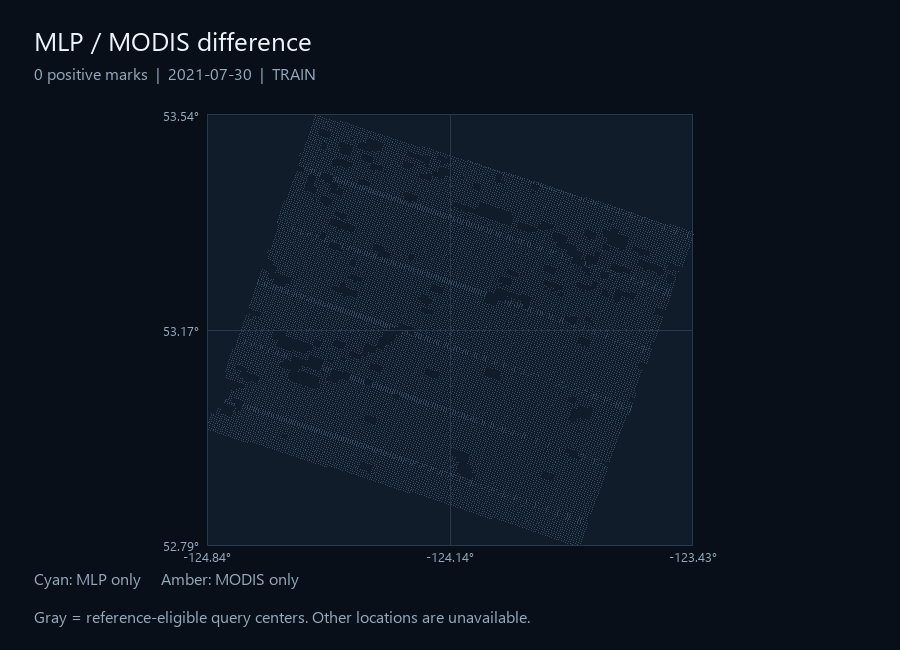 MLP / MODIS difference
0 positive marks | 2021-07-30 | TRAIN
53.54°
53.17°
52.79°
-124.84° -124.14° -123.43°
Cyan: MLP only Amber: MODIS only
Gray = reference-eligible query centers. Other locations are unavailable.